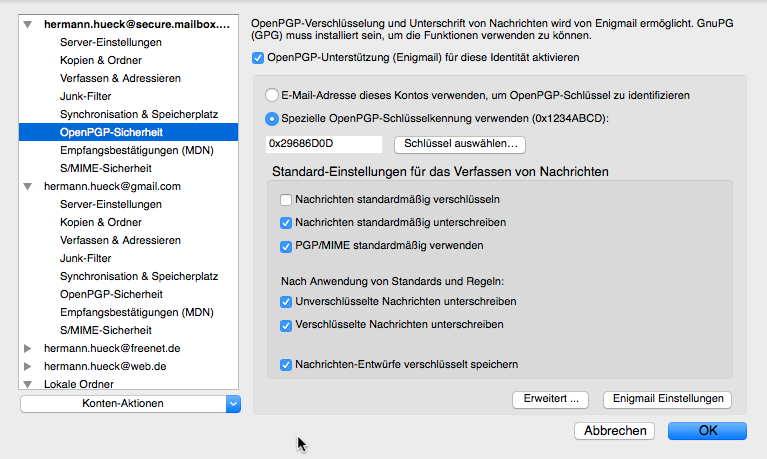 hermann.hueck@secure.mailbox....
Server-Einstellungen
Kopien & Ordner
Verfassen & Adressieren
Junk-Filter
Synchronisation & Speicherplatz
OpenPGP-Sicherheit
Empfangsbestätigungen (MDN)
S/MIME-Sicherheit
hermann.hueck@gmail.com
Server-Einstellungen
Kopien & Ordner
Verfassen & Adressieren
Junk-Filter
Synchronisation & Speicherplatz
OpenPGP-Sicherheit
Empfangsbestätigungen (MDN)
S/MIME-Sicherheit
hermann.hueck@freenet.de
hermann.hueck@web.de
Lokale Ordner
Konten-Aktionen
OpenPGP-Verschlüsselung und Unterschrift von Nachrichten wird von Enigmail ermöglicht. GnuPG
(GPG) muss installiert sein, um die Funktionen verwenden zu können.
OpenPGP-Unterstützung (Enigmail) für diese Identität aktivieren
E-Mail-Adresse dieses Kontos verwenden, um OpenPGP-Schlüssel zu identifizieren
Spezielle OpenPGP-Schlüsselkennung verwenden (0x1234ABCD):
0x29686D0D
Schlüssel auswählen...
Standard-Einstellungen für das Verfassen von Nachrichten
Nachrichten standardmäßig verschlüsseln
Nachrichten standardmäßig unterschreiben
PGP/MIME standardmäßig verwenden
Nach Anwendung von Standards und Regeln:
Unverschlüsselte Nachrichten unterschreiben
Verschlüsselte Nachrichten unterschreiben
Nachrichten-Entwürfe verschlüsselt speichern
Erweitert ...
Enigmail Einstellungen
Abbrechen
OK